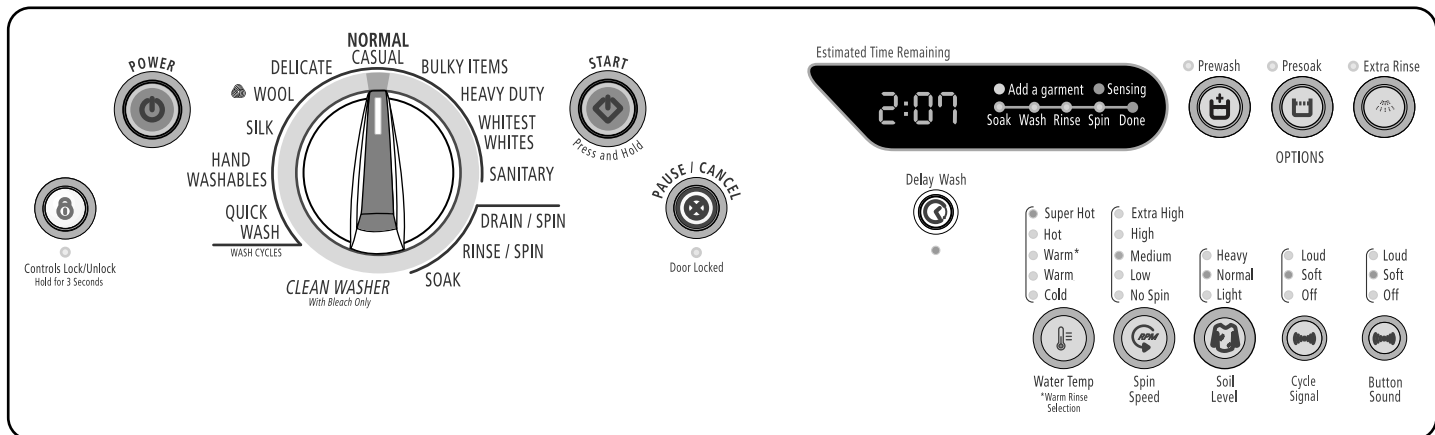 POWER
Controls Lock/Unlock
Hold for 3 Seconds
NORMAL
CASUAL
DELICATE
WOOL
SILK
HAND
WASHABLES
QUICK
WASH
WASH CYCLES
BULKY ITEMS
HEAVY DUTY
WHITEST
WHITES
SANITARY
DRAIN / SPIN
RINSE / SPIN
SOAK
CLEAN WASHER
With Bleach Only
START
Press and Hold
PAUSE / CANCEL
Door Locked
Estimated Time Remaining
2:07
Add a garment Sensing
Soak Wash Rinse Spin Done
Delay Wash
Prewash
Presoak
Extra Rinse
OPTIONS
Super Hot
Hot
Warm*
Warm
Cold
Water Temp
*Warm Rinse
Selection
Extra High
High
Medium
Low
No Spin
RPM
Spin
Speed
Heavy
Normal
Light
Soil
Level
Loud
Soft
Off
Cycle
Signal
Loud
Soft
Off
Button
Sound